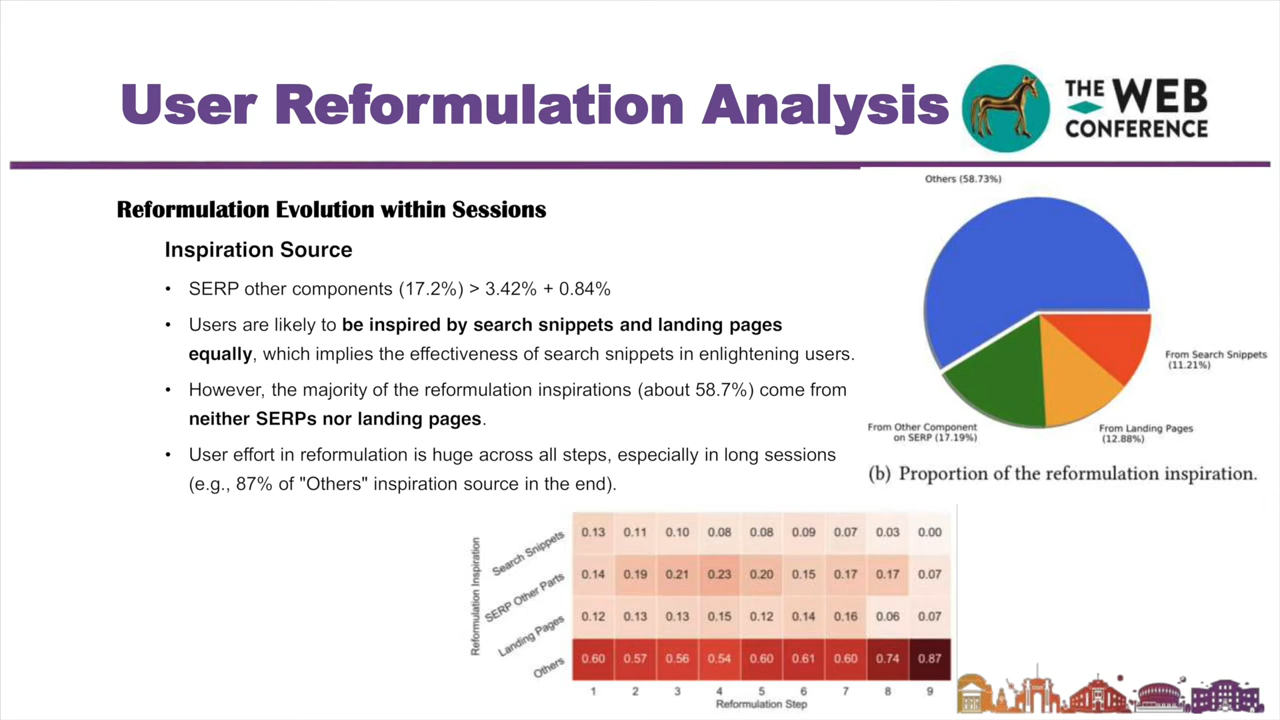 User Reformulation Analysis
THE WEB
CONFERENCE
Reformulation Evolution within Sessions
Inspiration Source
• SERP other components (17.2%) > 3.42% + 0.84%
• Users are likely to be inspired by search snippets and landing pages
equally, which implies the effectiveness of search snippets in enlightening users.
• However, the majority of the reformulation inspirations (about 58.7%) come from
neither SERPs nor landing pages.
• User effort in reformulation is huge across all steps, especially in long sessions
(e.g., 87% of "Others" inspiration source in the end).
Others (58.73%)
From Search Snippets
(11.21%)
From Landing Pages
(12.88%)
From Other Component
on SERP (17.19%)
(b) Proportion of the reformulation inspiration.
Reformulation Inspiration
Search Snippets 0.13 0.11 0.10 0.08 0.08 0.09 0.07 0.03 0.00
SERP Other Parts 0.14 0.19 0.21 0.23 0.20 0.15 0.17 0.17 0.07
Landing Pages 0.12 0.13 0.13 0.15 0.12 0.14 0.16 0.06 0.07
Others 0.60 0.57 0.56 0.54 0.60 0.61 0.60 0.74 0.87
1 2 3 4 5 6 7 8 9
Reformulation Step